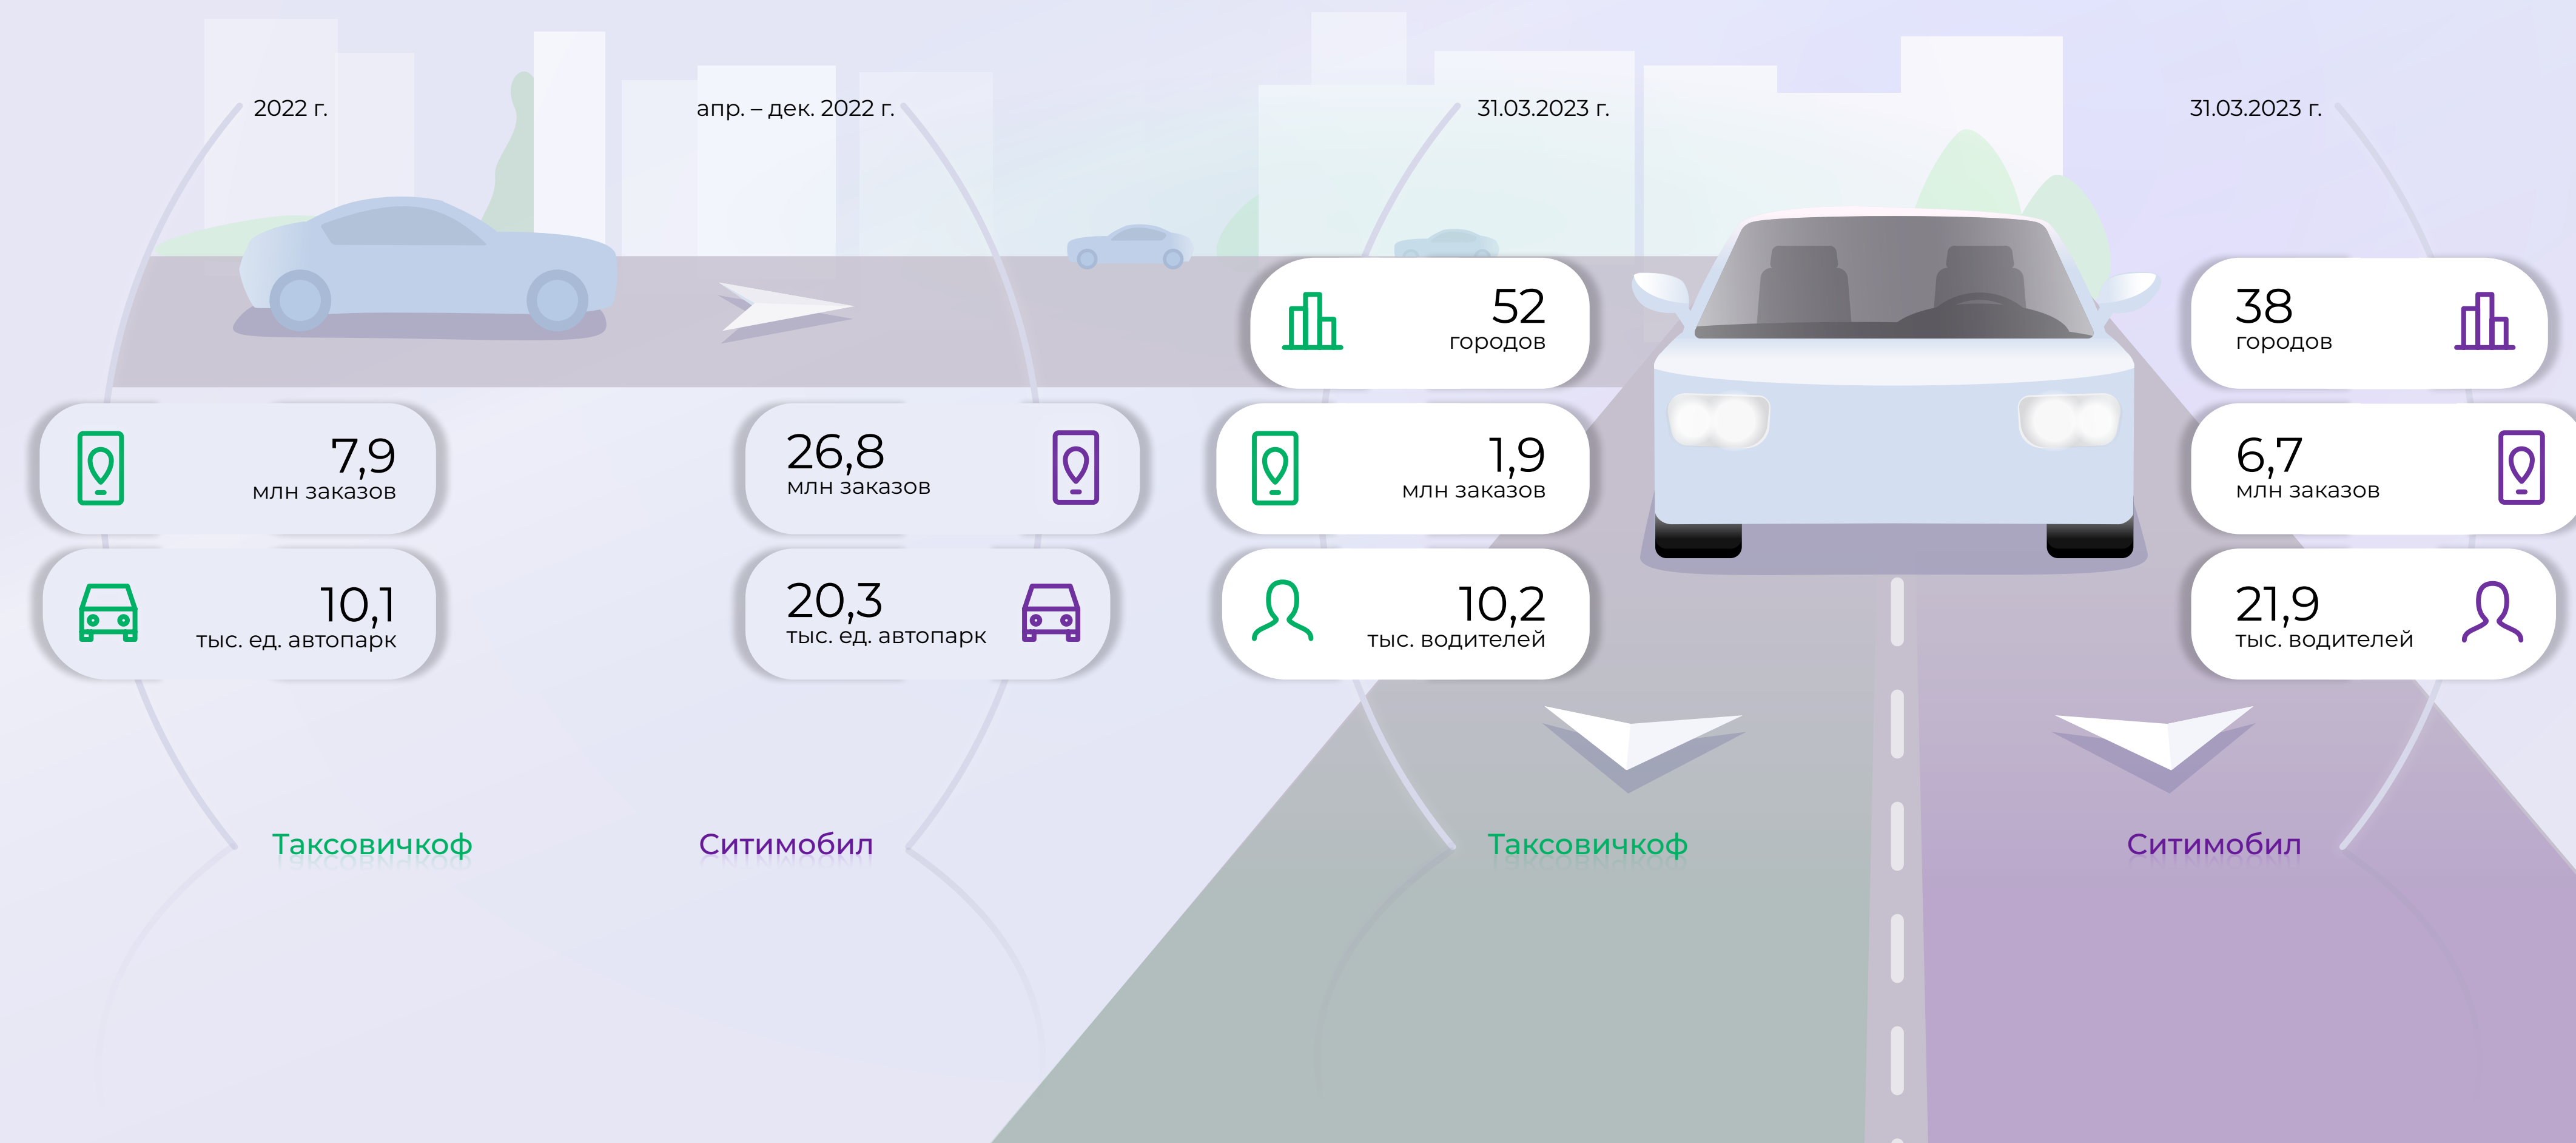 2022 г.
апр. – дек. 2022 г.
7,9
млн заказов
10,1
тыс. ед. автопарк
26,8
млн заказов
20,3
тыс. ед. автопарк
Таксовичкоф
Ситимобил
31.03.2023 г.
31.03.2023 г.
52
городов
1,9
млн заказов
10,2
тыс. водителей
38
городов
6,7
млн заказов
21,9
тыс. водителей
Таксовичкоф
Ситимобил